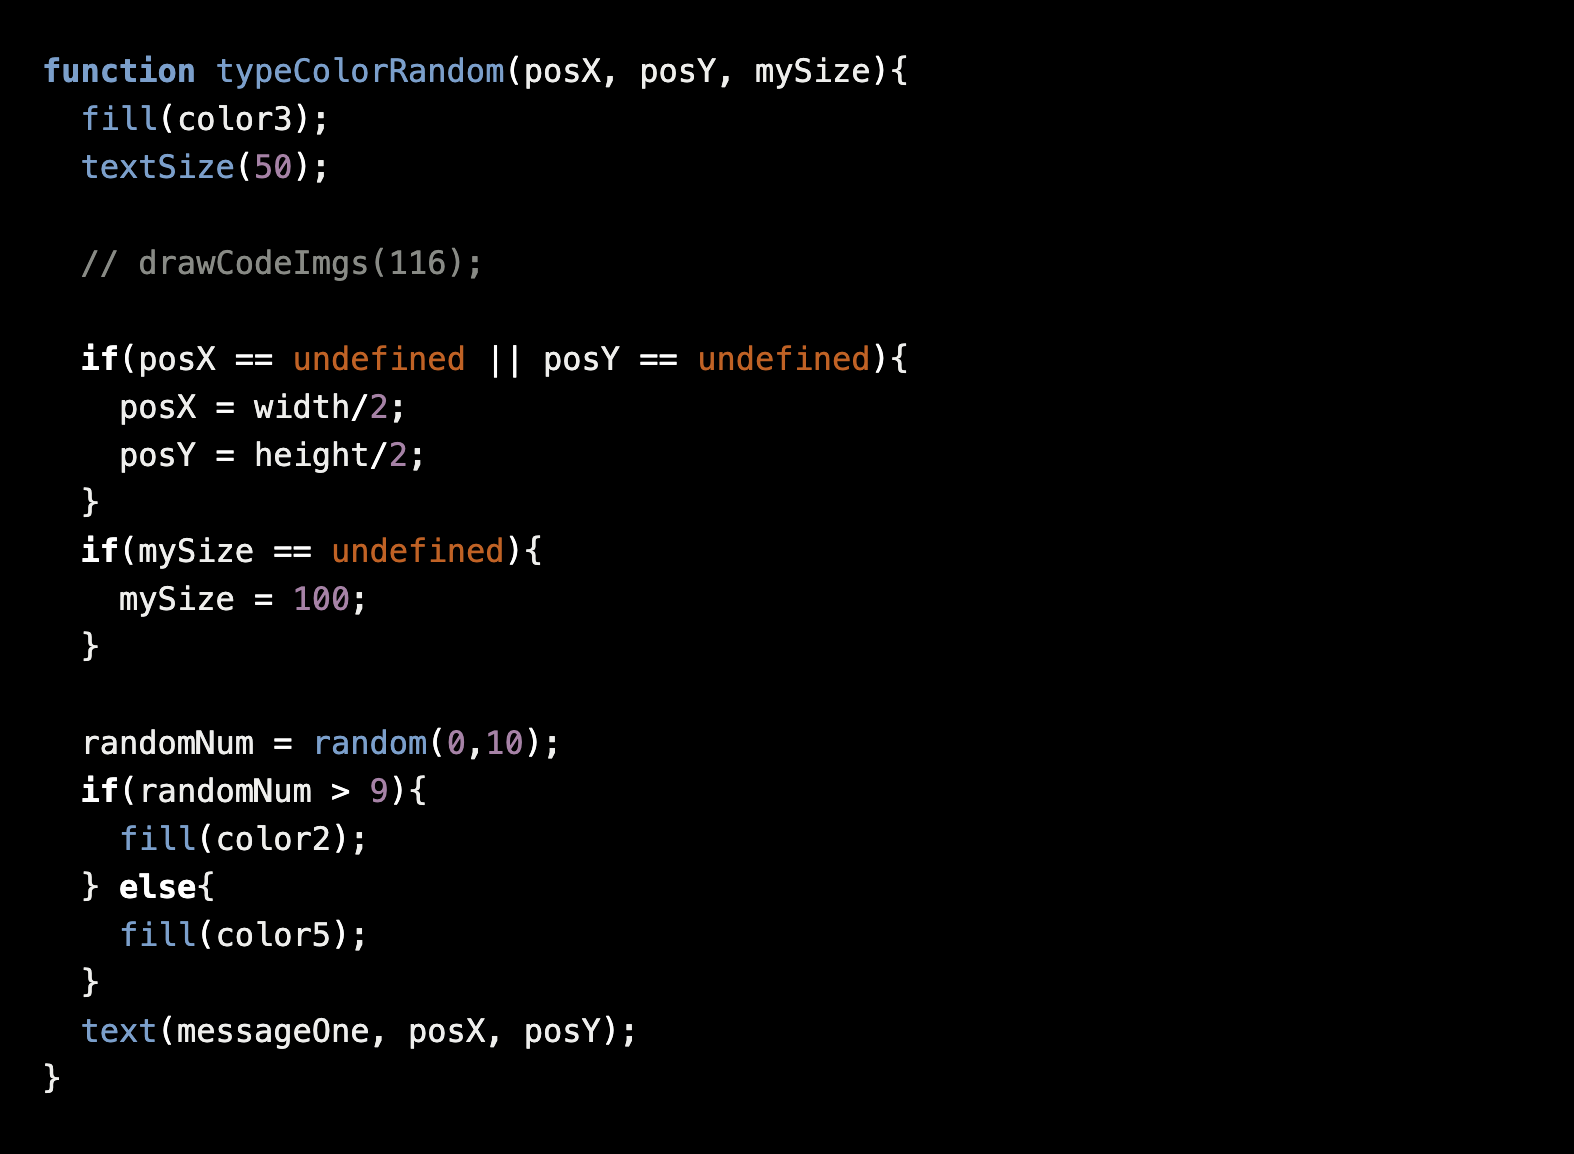 function typeColorRandom(posX, posY, mySize){
  fill(color3);
  textSize(50);

  // drawCodeImgs(116);

  if(posX == undefined || posY == undefined){
    posX = width/2;
    posY = height/2;
  }
  if(mySize == undefined){
    mySize = 100;
  }

  randomNum = random(0,10);
  if(randomNum > 9){
    fill(color2);
  } else{
    fill(color5);
  }
  text(messageOne, posX, posY);
}